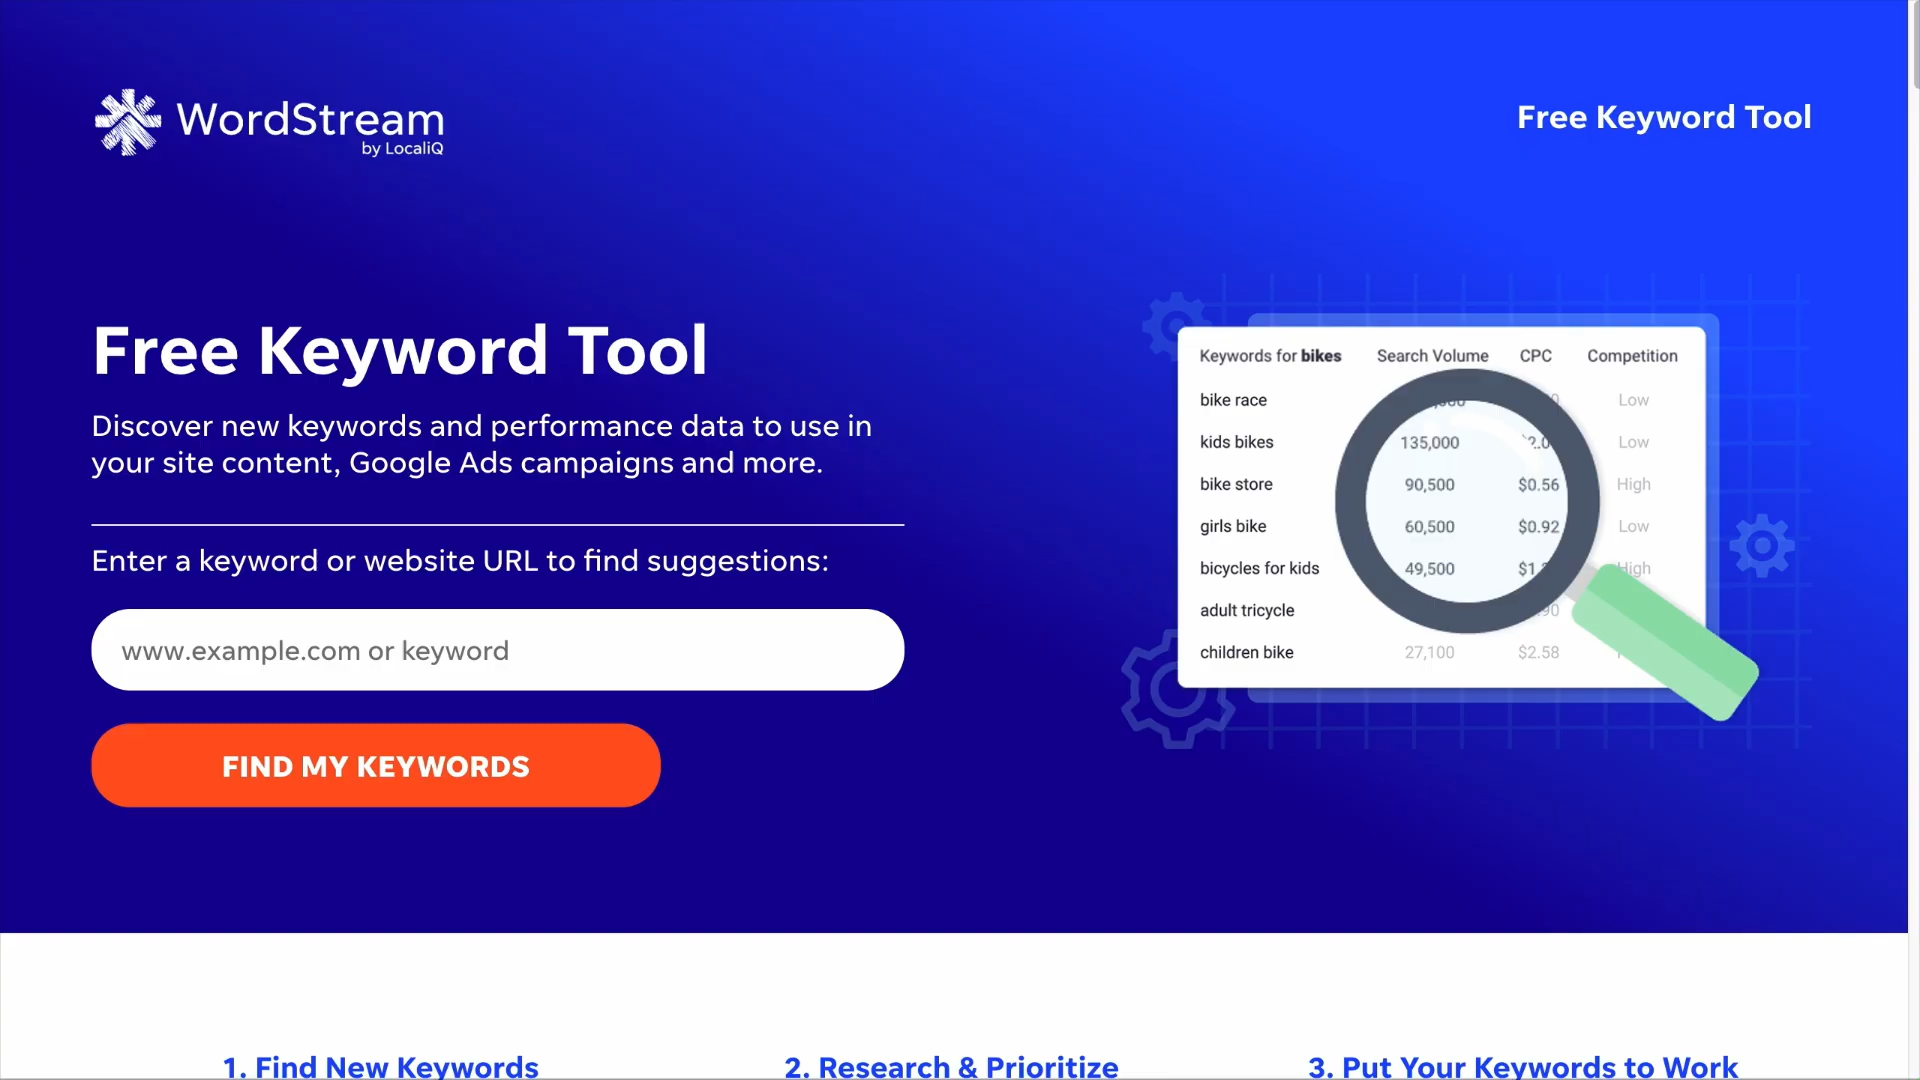 WordStream
by LocaliQ
Free Keyword Tool
Free Keyword Tool
Discover new keywords and performance data to use in
your site content, Google Ads campaigns and more.
Enter a keyword or website URL to find suggestions:
www.example.com or keyword
FIND MY KEYWORDS
Keywords for bikes Search Volume CPC Competition
bike race Low
kids bikes 135,000 Low
bike store 90,500 $0.56 High
girls bike 60,500 $0.92 Low
bicycles for kids 49,500 High
adult tricycle
children bike 27,100 $2.58
1. Find New Keywords
2. Research & Prioritize
3. Put Your Keywords to Work